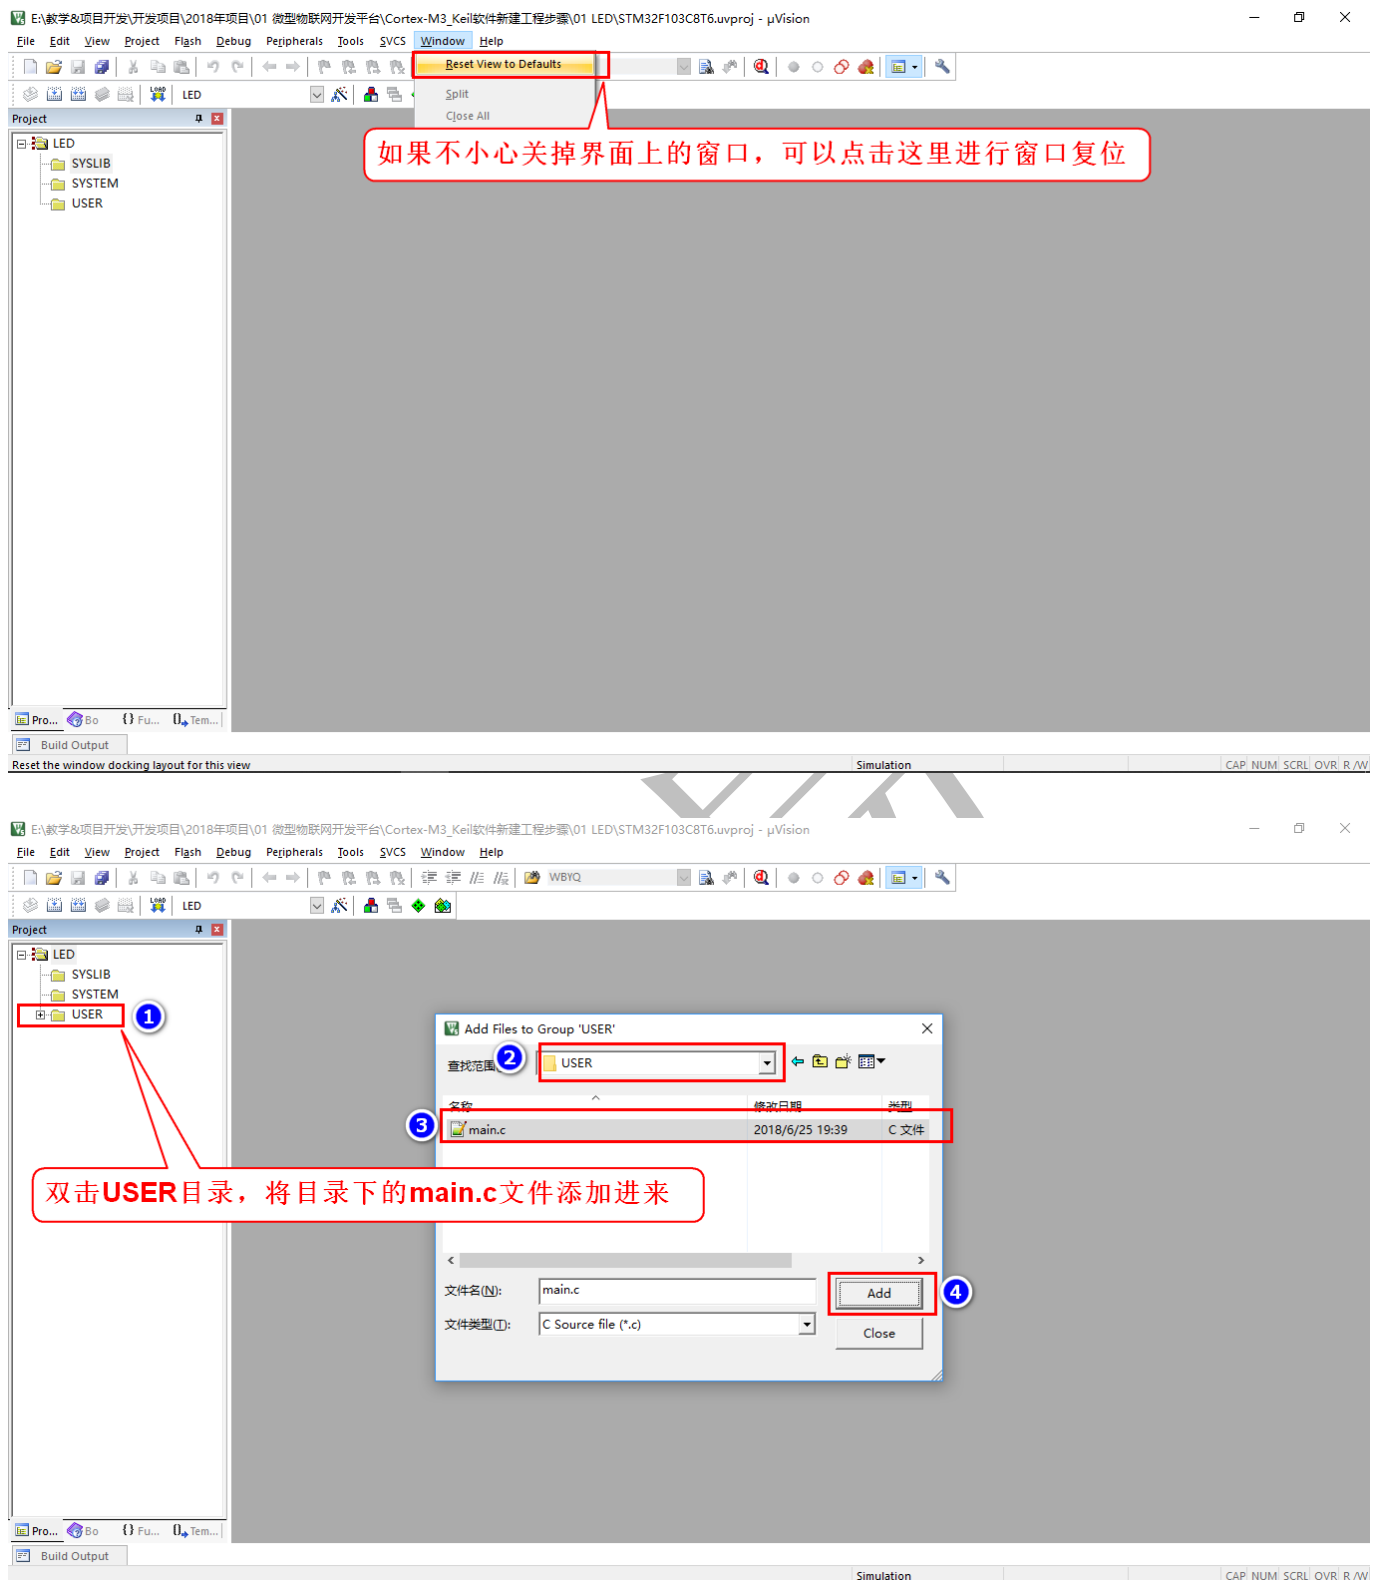 E:\教学&项目开发\开发项目\2018年项目\01 微型物联网开发平台\Cortex-M3_Keil软件新建工程步骤\01 LED\STM32F103C8T6.uvproj - µVision
File Edit View Project Flash Debug Peripherals Tools SVCS Window Help
Reset View to Defaults
LED
Split
Close All
Project
如果不小心关掉界面上的窗口，可以点击这里进行窗口复位
LED
SYSLIB
SYSTEM
USER
Pro... Bo {} Fu... Tem...
Build Output
Reset the window docking layout for this view Simulation CAP NUM SCRL OVR R/W
E:\教学&项目开发\开发项目\2018年项目\01 微型物联网开发平台\Cortex-M3_Keil软件新建工程步骤\01 LED\STM32F103C8T6.uvproj - µVision
File Edit View Project Flash Debug Peripherals Tools SVCS Window Help
WBYQ
LED
Project
LED
SYSLIB
SYSTEM
USER 1
Add Files to Group 'USER'
查找范围 2 USER
名称 修改日期 类型
3 main.c 2018/6/25 19:39 C 文件
双击USER目录，将目录下的main.c文件添加进来
文件名(N): main.c Add 4
文件类型(T): C Source file (*.c) Close
Pro... Bo {} Fu... Tem...
Build Output
Simulation CAP NUM SCRL OVR R/W